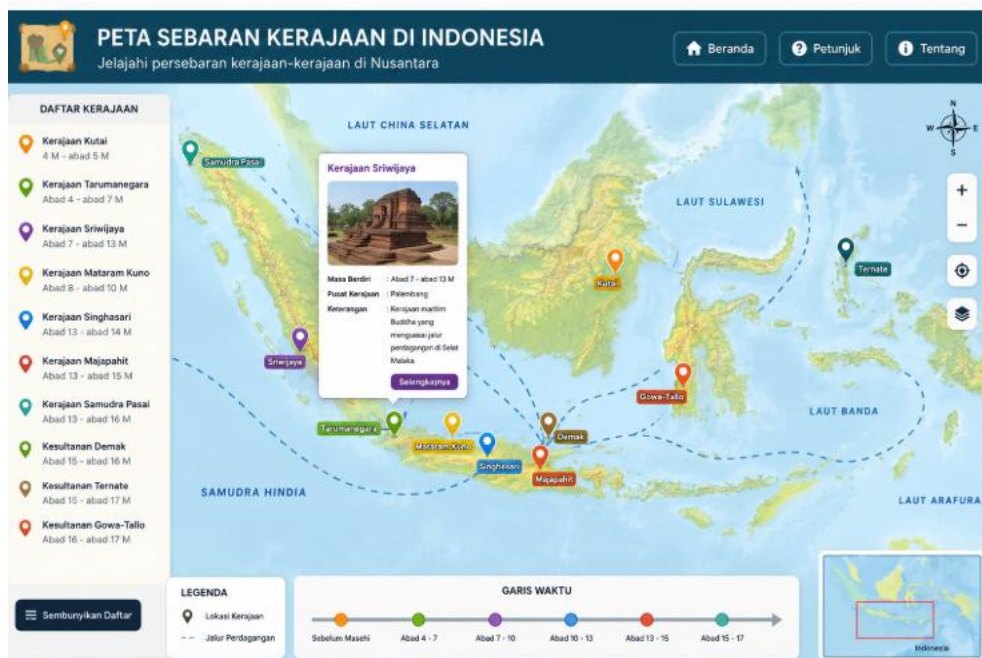 PETA SEBARAN KERAJAAN DI INDONESIA
Jelajahi persebaran kerajaan-kerajaan di Nusantara
Beranda
Petunjuk
Tentang
DAFTAR KERAJAAN
Kerajaan Kutai
4 M - abad 5 M
Kerajaan Tarumanegara
Abad 4 - abad 7 M
Kerajaan Sriwijaya
Abad 7 - abad 13 M
Kerajaan Mataram Kuno
Abad 8 - abad 10 M
Kerajaan Singhasari
Abad 13 - abad 14 M
Kerajaan Majapahit
Abad 13 - abad 15 M
Kerajaan Samudra Pasai
Abad 13 - abad 16 M
Kesultanan Demak
Abad 15 - abad 16 M
Kesultanan Ternate
Abad 15 - abad 17 M
Kesultanan Gowa-Tallo
Abad 16 - abad 17 M
Sembunyikan Daftar
LAUT CHINA SELATAN
Samudra Pasai
Kerajaan Sriwijaya
Masa Berdiri : Abad 7 - abad 13 M
Pusat Kerajaan : Palembang
Keterangan : Kerajaan maritim
Buddha yang
menguasai jalur
perdagangan di Selat
Malaka.
Selengkapnya
N
W
E
S
LAUT SULAWESI
Ternate
Kutai
Sriwijaya
Gowa-Tallo
LAUT BANDA
Tarumanegara
Mataram Kuno
Singhasari
Demak
Majapahit
SAMUDRA HINDIA
LAUT ARAFURA
LEGENDA
Lokasi Kerajaan
Jalur Perdagangan
GARIS WAKTU
Sebelum Masehi
Abad 4 - 7
Abad 7 - 10
Abad 10 - 13
Abad 13 - 15
Abad 15 - 17
Indonesia